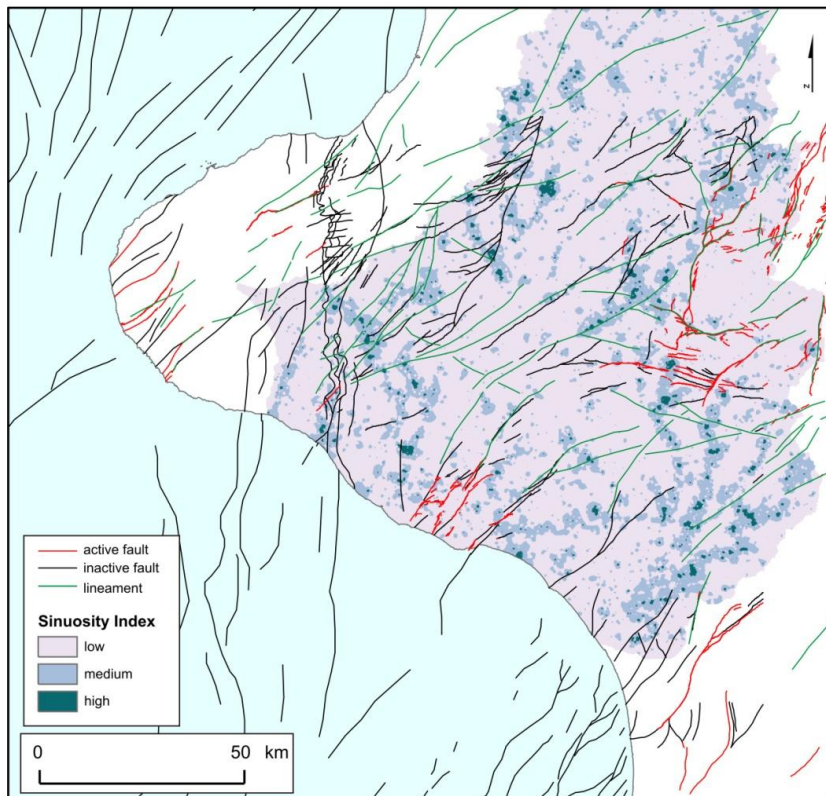 N
active fault
inactive fault
lineament
Sinuosity Index
low
medium
high
0 50 km